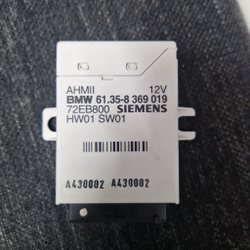 AHMII 12V
BMW 61.35-8 369 019
72EB800 SIEMENS
HW01 SW01
A430002 A430002